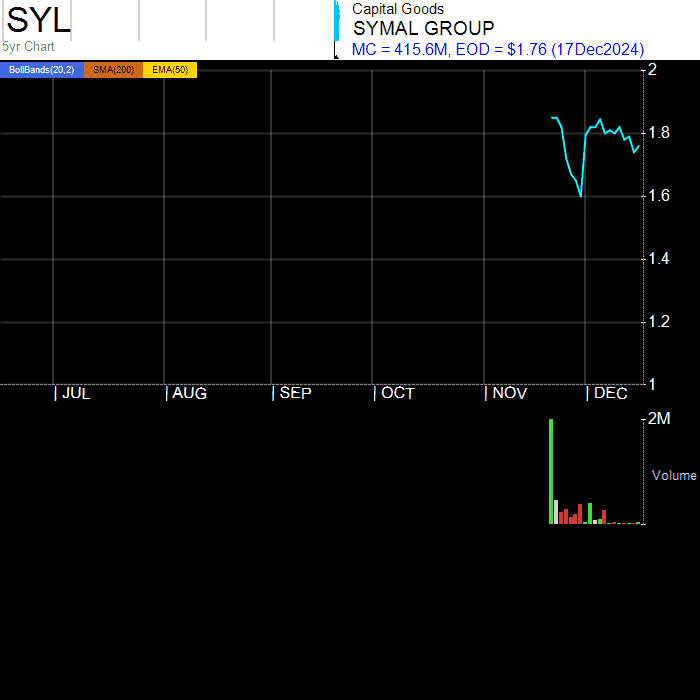 SYL
5yr Chart
Capital Goods
SYMAL GROUP
MC = 415.6M, EOD = $1.76 (17Dec2024)
BollBands(20,2) SMA(200) EMA(50)
2
1.8
1.6
1.4
1.2
1
| JUL | AUG | SEP | OCT | NOV | DEC
2M
Volume